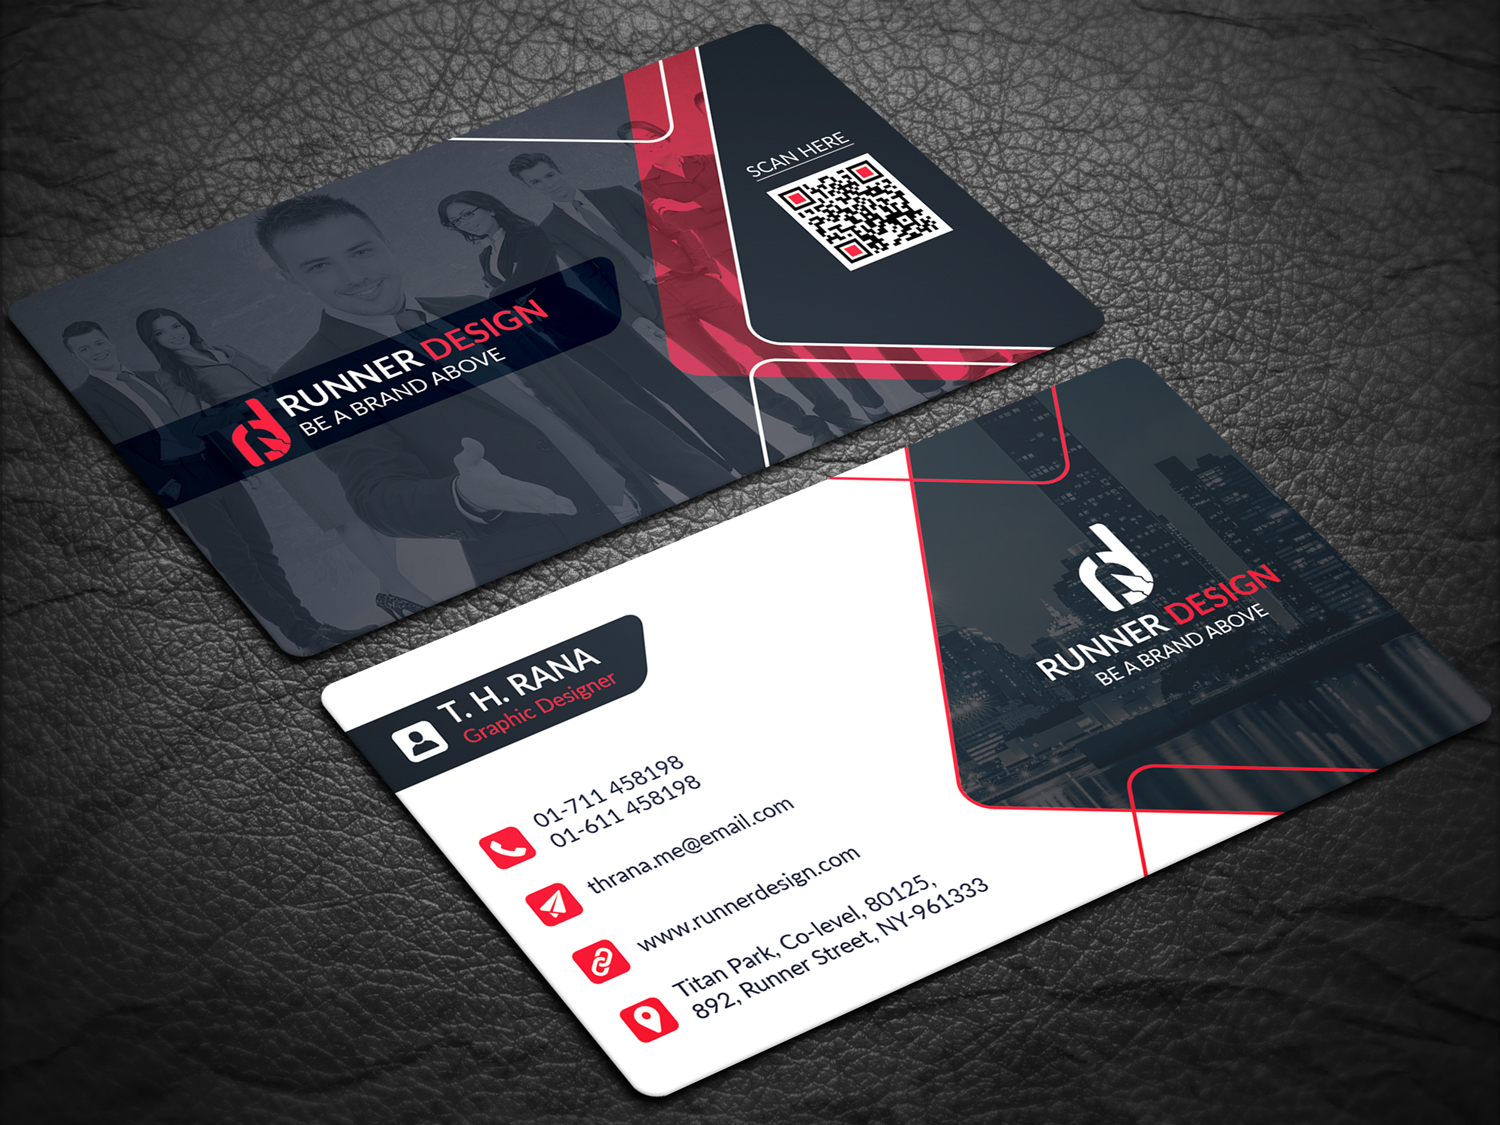 SCAN HERE
RUNNER DESIGN
BE A BRAND ABOVE
RUNNER DESIGN
BE A BRAND ABOVE
T. H. RANA
Graphic Designer
01-711 458198
01-611 458198
thrana.me@email.com
www.runnerdesign.com
Titan Park, Co-level, 80125,
892, Runner Street, NY-961333